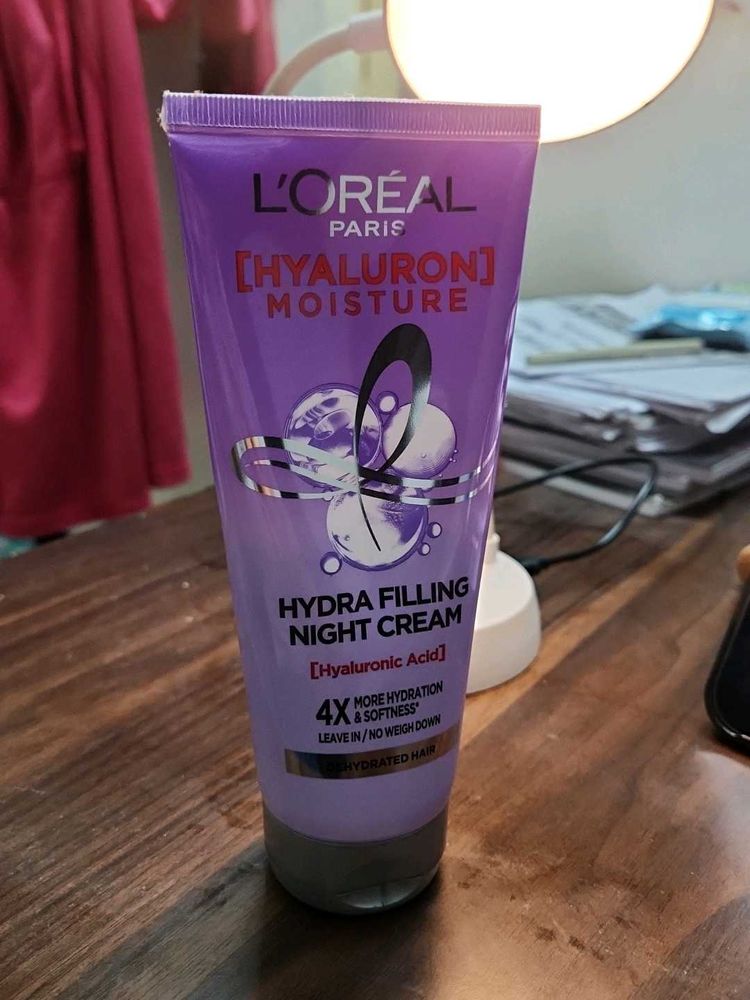 L'ORÉAL
PARIS
[HYALURON]
MOISTURE
HYDRA FILLING
NIGHT CREAM
[Hyaluronic Acid]
4X MORE HYDRATION
& SOFTNESS*
LEAVE IN / NO WEIGH DOWN
DEHYDRATED HAIR